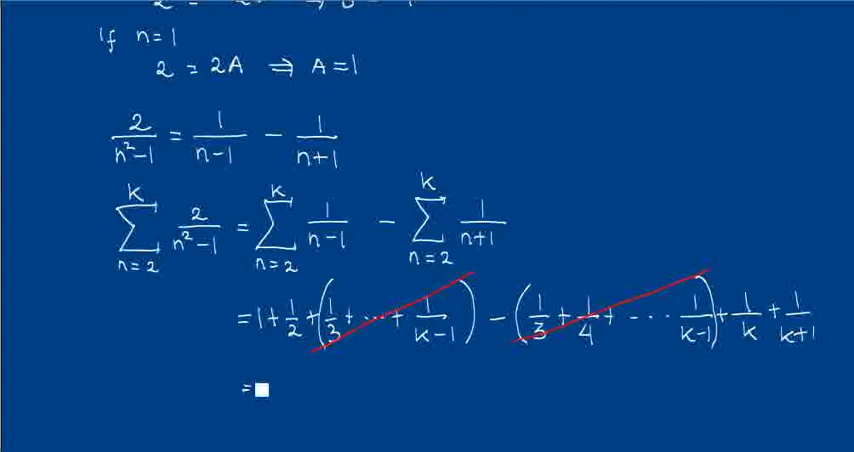 If n=1
2 = 2A ⇒ A=1
2/(n²-1) = 1/(n-1) - 1/(n+1)
∑_{n=2}^{K} 2/(n²-1) = ∑_{n=2}^{K} 1/(n-1) - ∑_{n=2}^{K} 1/(n+1)
= 1 + 1/2 + (1/3 + ... + 1/(K-1)) - (1/3 + 1/4 + ... 1/(K-1)) + 1/K + 1/(K+1)
=